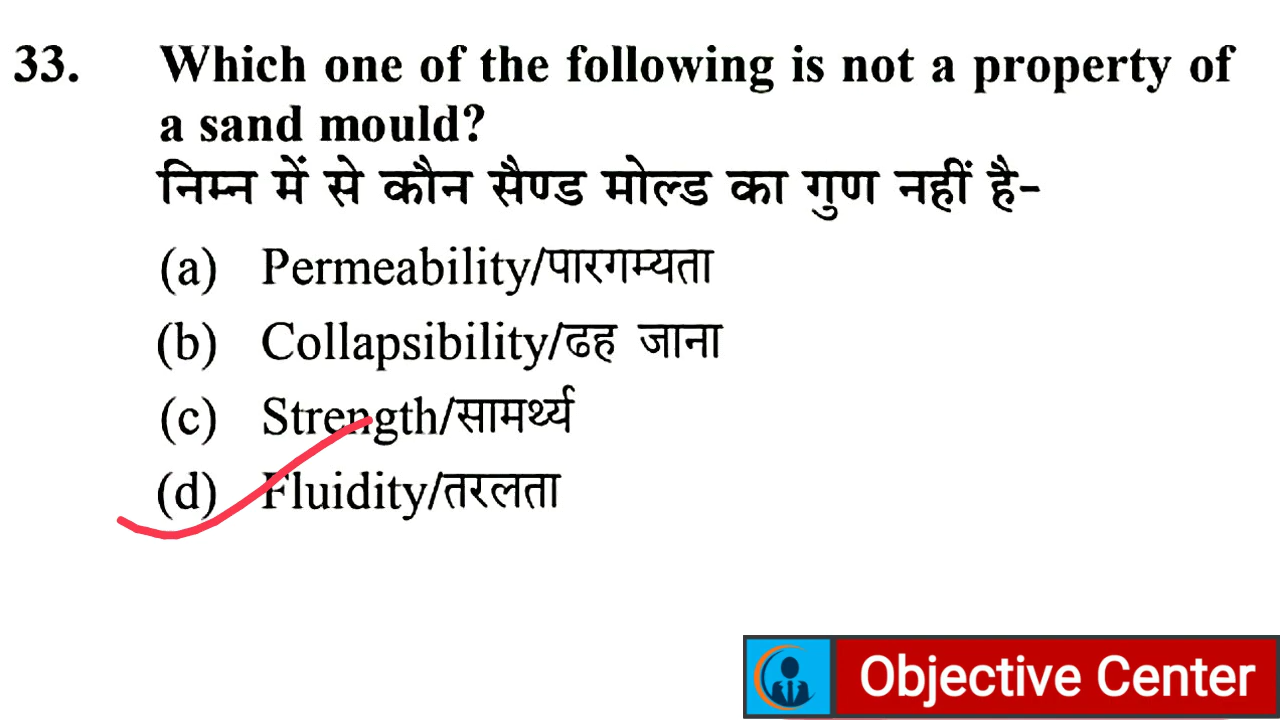 33. Which one of the following is not a property of
a sand mould?
निम्न में से कौन सैण्ड मोल्ड का गुण नहीं है-
(a) Permeability/पारगम्यता
(b) Collapsibility/ढह जाना
(c) Strength/सामर्थ्य
(d) Fluidity/तरलता
Objective Center